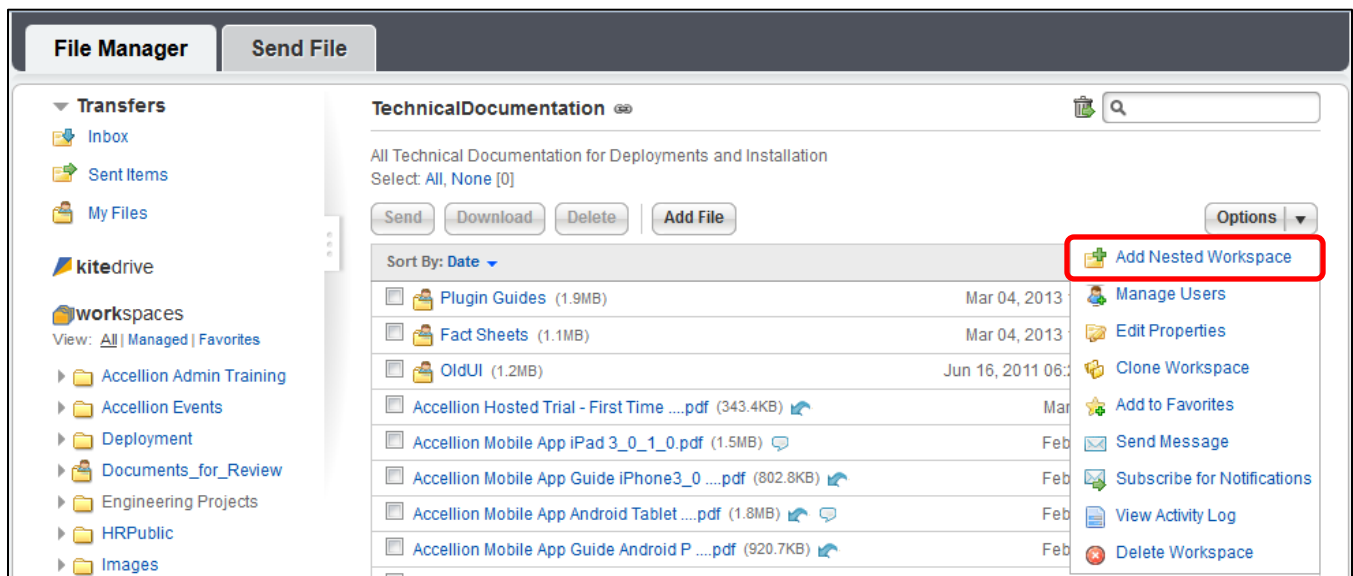 File Manager
Send File
Transfers
Inbox
Sent Items
My Files
kitedrive
workspaces
View: All | Managed | Favorites
Accellion Admin Training
Accellion Events
Deployment
Documents_for_Review
Engineering Projects
HRPublic
Images
TechnicalDocumentation
All Technical Documentation for Deployments and Installation
Select: All, None [0]
Send Download Delete Add File Options
Sort By: Date
Plugin Guides (1.9MB) Mar 04, 2013
Fact Sheets (1.1MB) Mar 04, 2013
OldUI (1.2MB) Jun 16, 2011 06:
Accellion Hosted Trial - First Time ....pdf (343.4KB) Mar
Accellion Mobile App iPad 3_0_1_0.pdf (1.5MB) Feb
Accellion Mobile App Guide iPhone3_0 ....pdf (802.8KB) Feb
Accellion Mobile App Android Tablet ....pdf (1.8MB) Feb
Accellion Mobile App Guide Android P ....pdf (920.7KB) Feb
Add Nested Workspace
Manage Users
Edit Properties
Clone Workspace
Add to Favorites
Send Message
Subscribe for Notifications
View Activity Log
Delete Workspace